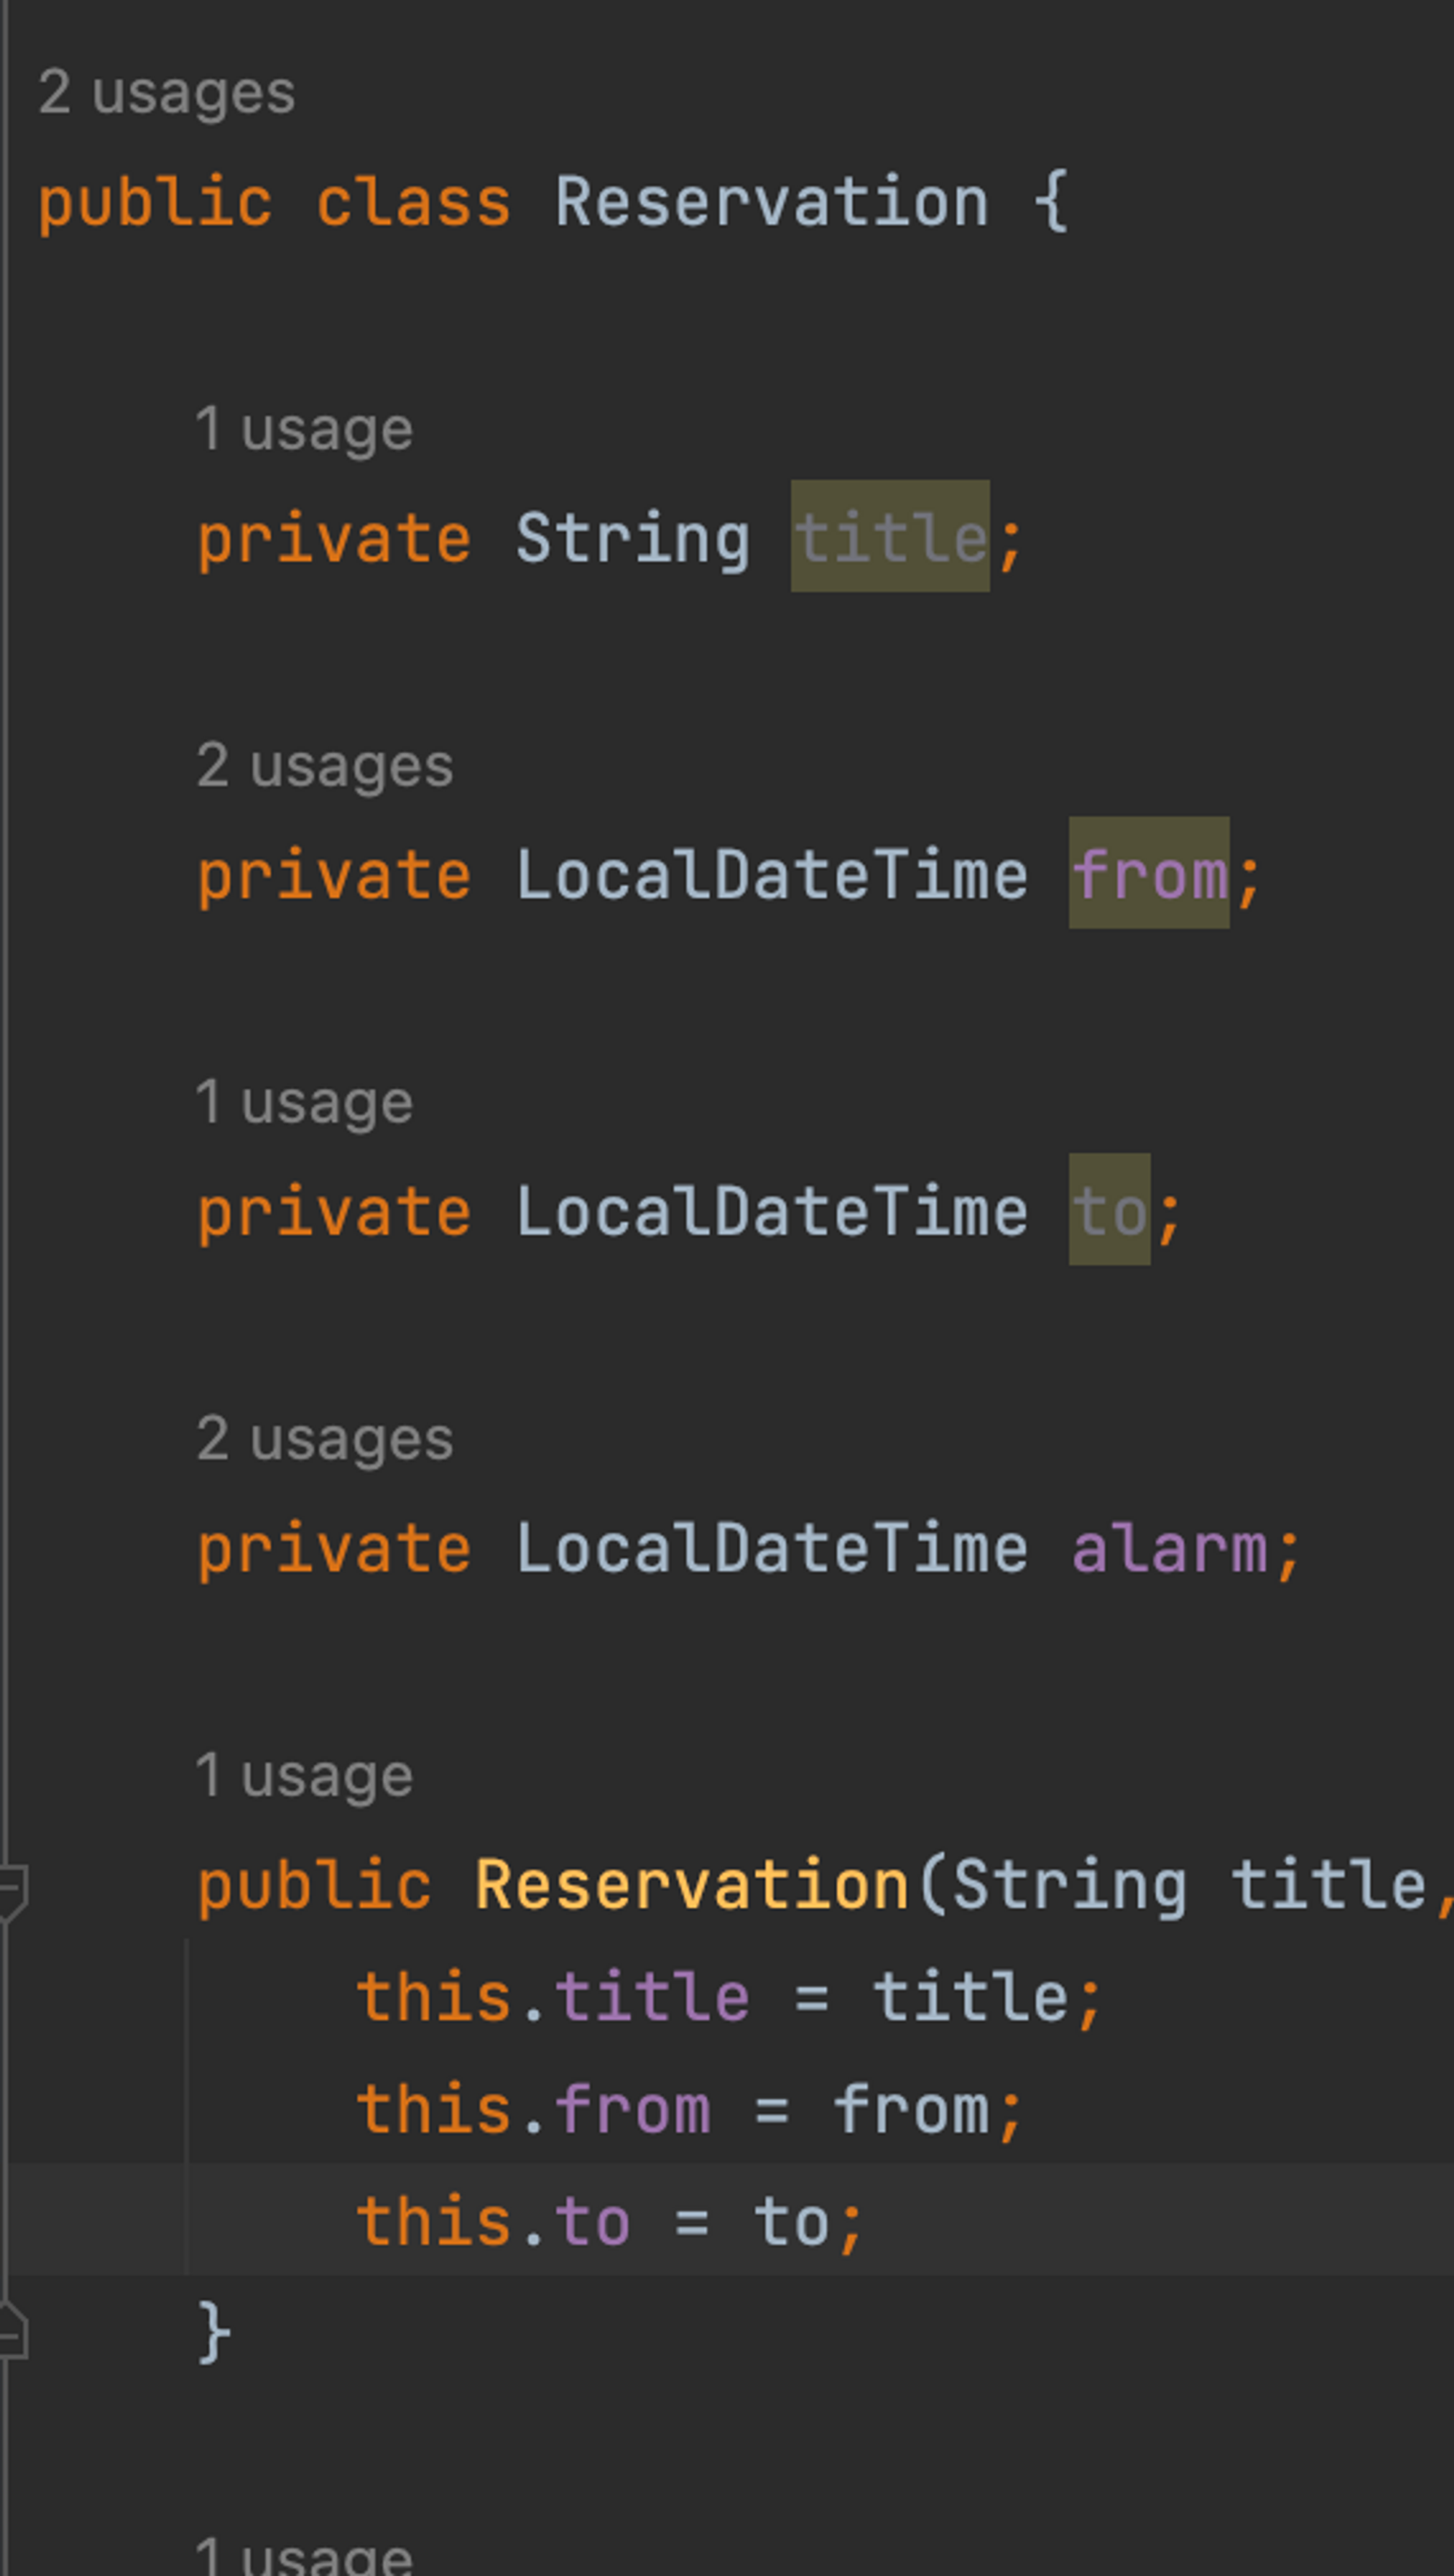 2 usages
public class Reservation {
1 usage
private String title;
2 usages
private LocalDateTime from;
1 usage
private LocalDateTime to;
2 usages
private LocalDateTime alarm;
1 usage
public Reservation(String title,
this.title = title;
this.from = from;
this.to = to;
}
1 usage